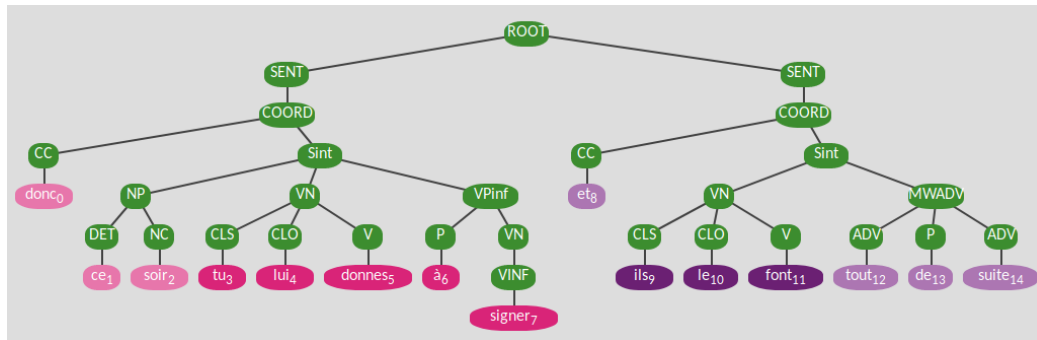 ROOT
SENT SENT
COORD COORD
CC Sint CC Sint
donc0 NP VN VPinf et8 VN MWADV
DET NC CLS CLO V P VN CLS CLO V ADV P ADV
ce1 soir2 tu3 lui4 donnes5 à6 VINF ils9 le10 font11 tout12 de13 suite14
signer7